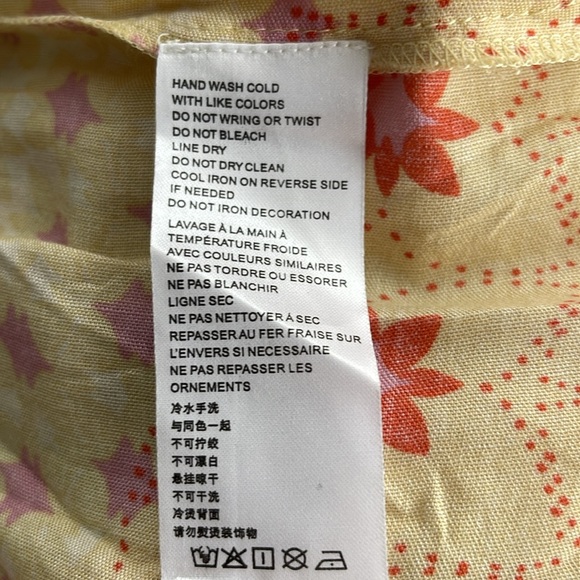 HAND WASH COLD
WITH LIKE COLORS
DO NOT WRING OR TWIST
DO NOT BLEACH
LINE DRY
DO NOT DRY CLEAN
COOL IRON ON REVERSE SIDE
IF NEEDED
DO NOT IRON DECORATION
LAVAGE À LA MAIN À
TEMPÉRATURE FROIDE
AVEC COULEURS SIMILAIRES
NE PAS TORDRE OU ESSORER
NE PAS BLANCHIR
LIGNE SEC
NE PAS NETTOYER À SEC
REPASSER AU FER FRAISE SUR
L'ENVERS SI NECESSAIRE
NE PAS REPASSER LES
ORNEMENTS
冷水手洗
与同色一起
不可拧绞
不可漂白
悬挂晾干
不可干洗
冷烫背面
请勿熨烫装饰物